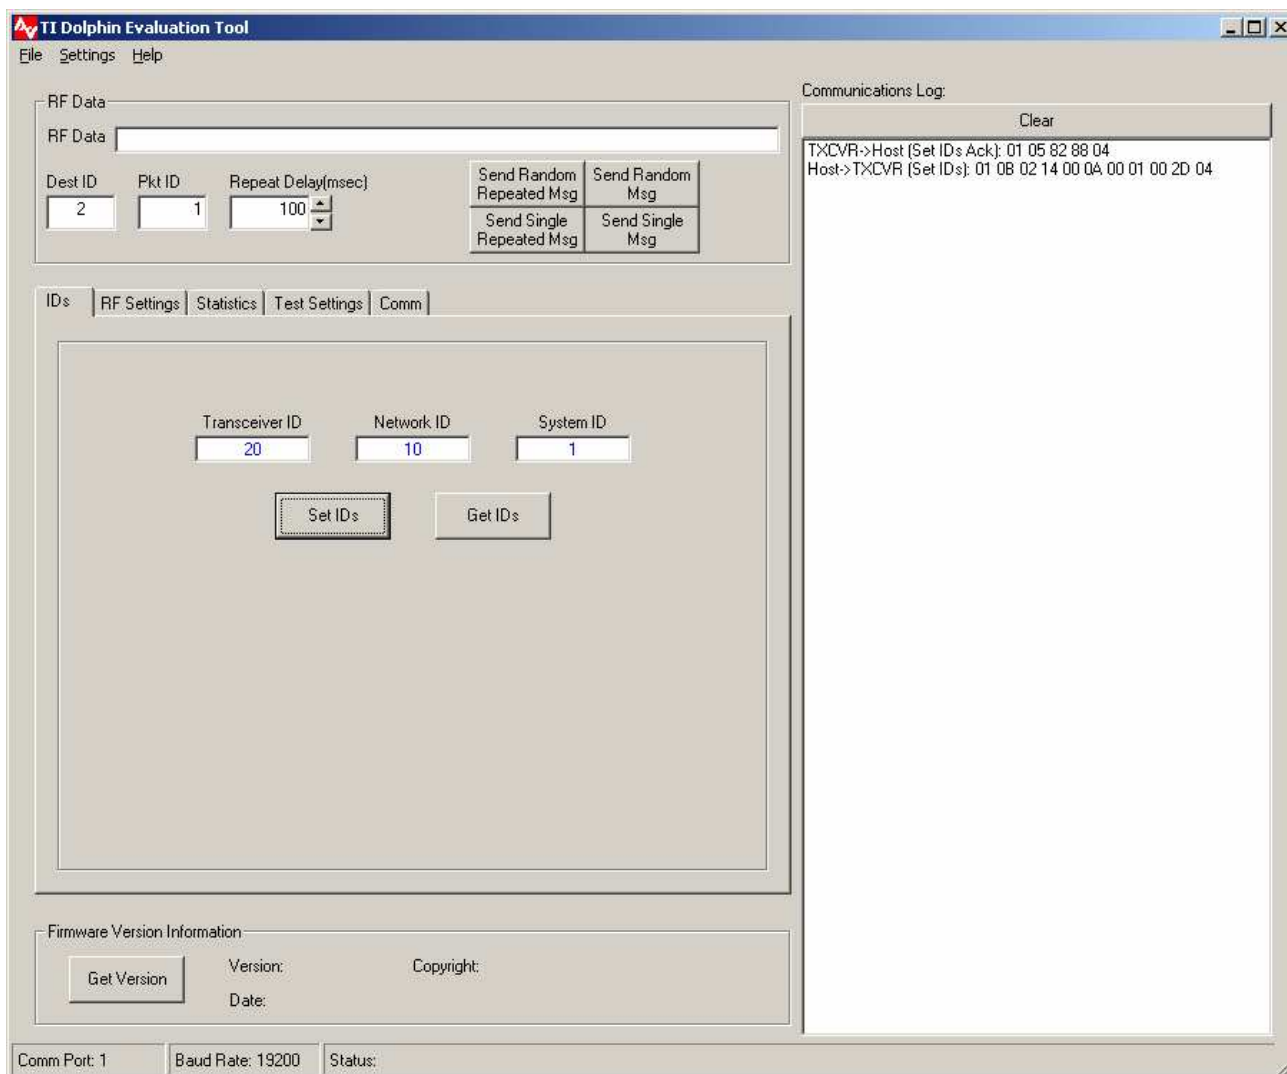 TI Dolphin Evaluation Tool
File Settings Help
RF Data
RF Data
Dest ID Pkt ID Repeat Delay(msec)
2 1 100
Send Random Repeated Msg
Send Random Msg
Send Single Repeated Msg
Send Single Msg
IDs RF Settings Statistics Test Settings Comm
Transceiver ID Network ID System ID
20 10 1
Set IDs Get IDs
Firmware Version Information
Get Version
Version: Copyright:
Date:
Communications Log:
Clear
TXCVR->Host (Set IDs Ack): 01 05 82 88 04
Host->TXCVR (Set IDs): 01 0B 02 14 00 0A 00 01 00 2D 04
Comm Port: 1 Baud Rate: 19200 Status: